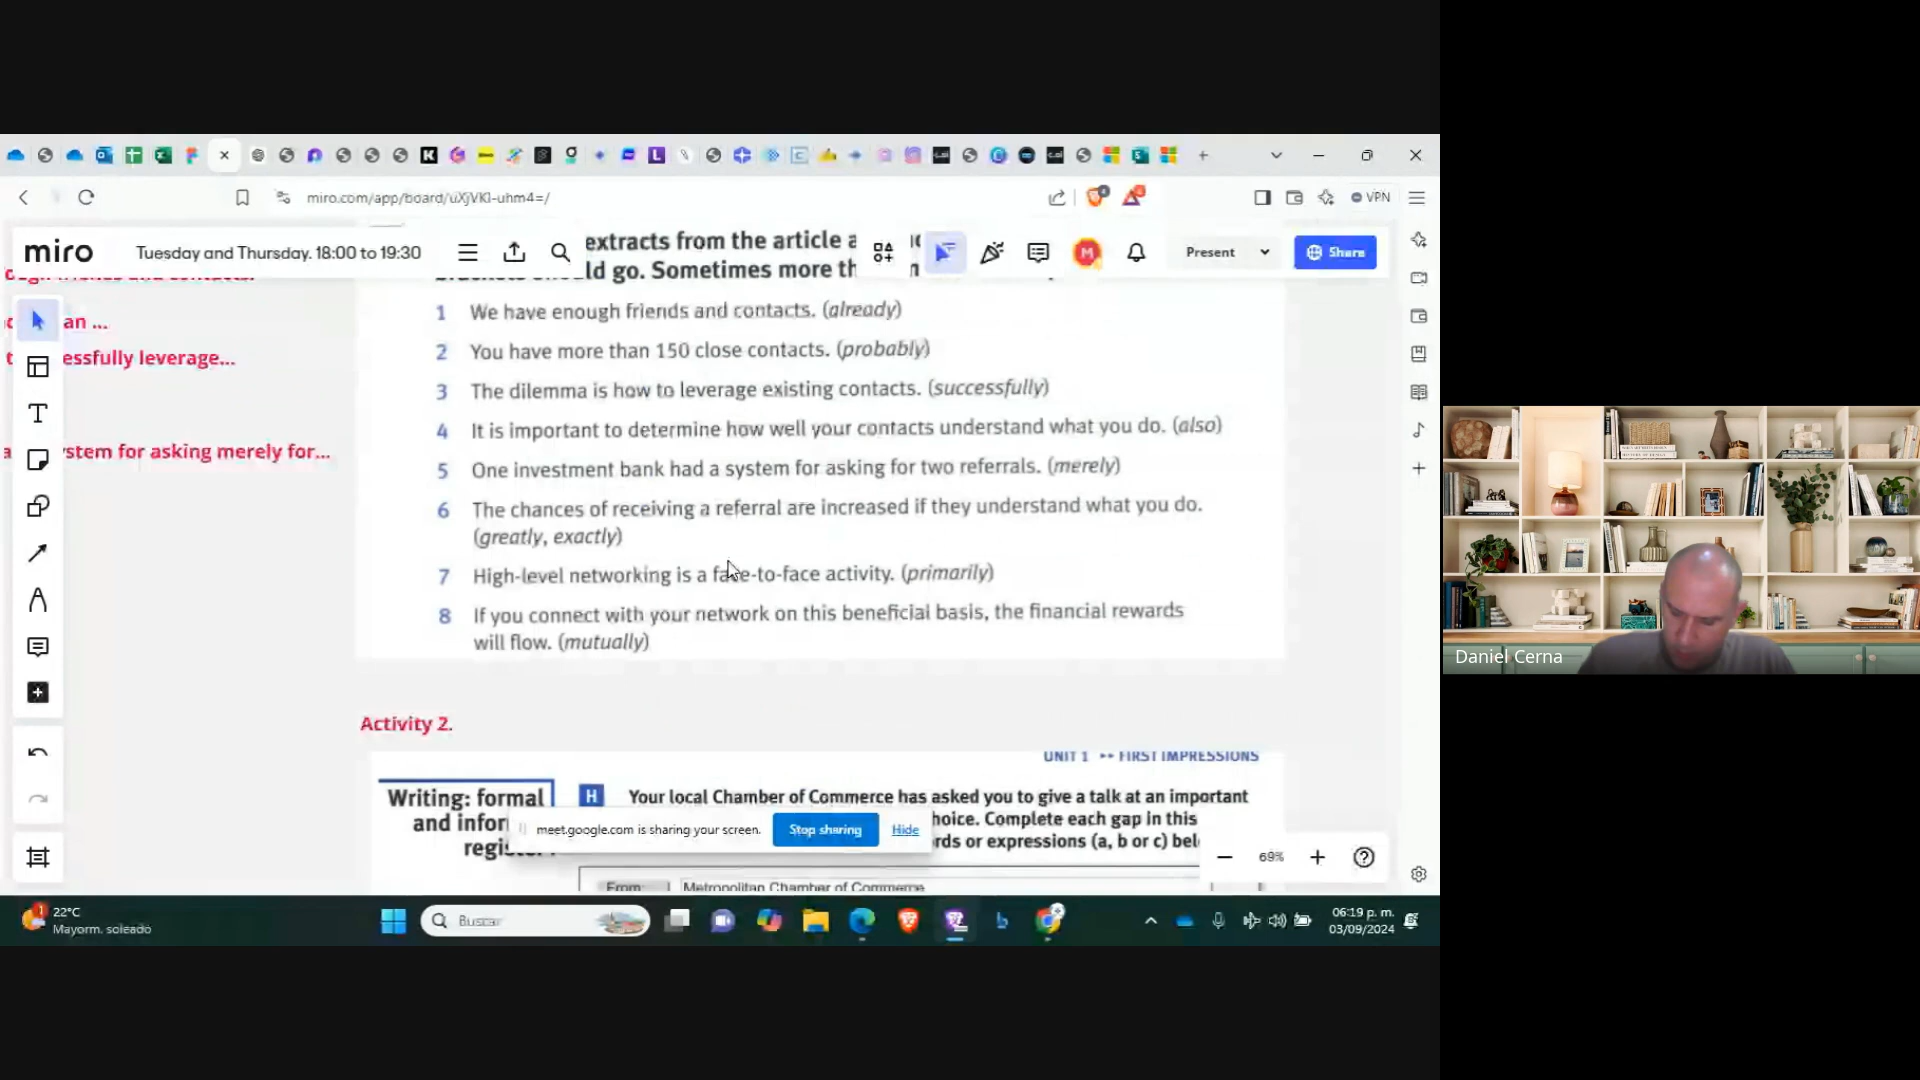 miro.com/app/board/uXjVKl-uhm4=/
VPN
miro
Tuesday and Thursday. 18:00 to 19:30
Present
Share
extracts from the article a
ld go. Sometimes more th
ough friends and contacts.
an ...
essfully leverage...
stem for asking merely for...
1 We have enough friends and contacts. (already)
2 You have more than 150 close contacts. (probably)
3 The dilemma is how to leverage existing contacts. (successfully)
4 It is important to determine how well your contacts understand what you do. (also)
5 One investment bank had a system for asking for two referrals. (merely)
6 The chances of receiving a referral are increased if they understand what you do.
(greatly, exactly)
7 High-level networking is a face-to-face activity. (primarily)
8 If you connect with your network on this beneficial basis, the financial rewards
will flow. (mutually)
Activity 2.
UNIT 1 ·· FIRST IMPRESSIONS
Writing: formal
and infor
regis
H Your local Chamber of Commerce has asked you to give a talk at an important
hoice. Complete each gap in this
rds or expressions (a, b or c) bel
From: Metropolitan Chamber of Commerce
meet.google.com is sharing your screen.
Stop sharing
Hide
69%
22°C
Mayorm. soleado
Buscar
06:19 p. m.
03/09/2024
Daniel Cerna